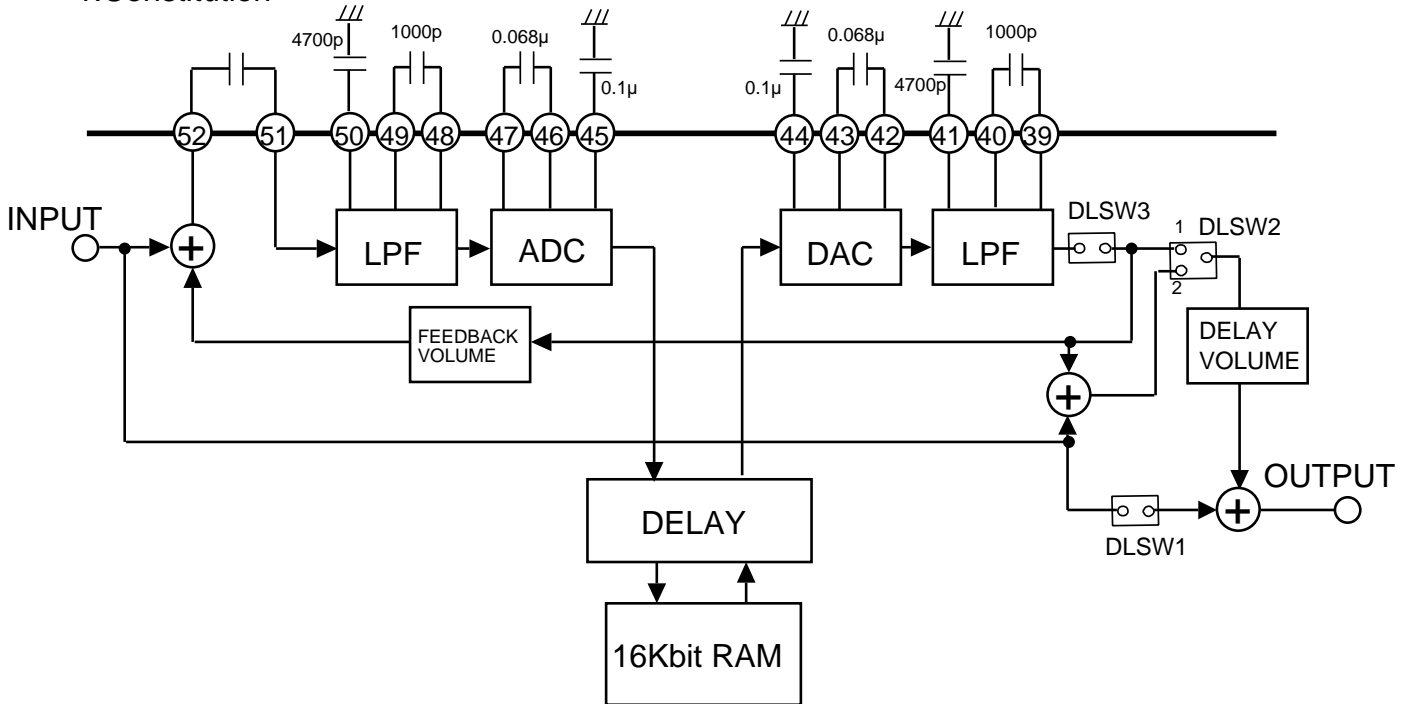 4700p
1000p
0.068µ
0.1µ
0.1µ
0.068µ
4700p
1000p
52 51 50 49 48 47 46 45 44 43 42 41 40 39
INPUT
+
LPF
ADC
DAC
LPF
DLSW3
1
2
DLSW2
FEEDBACK
VOLUME
DELAY
VOLUME
+
DELAY
+
OUTPUT
DLSW1
16Kbit RAM